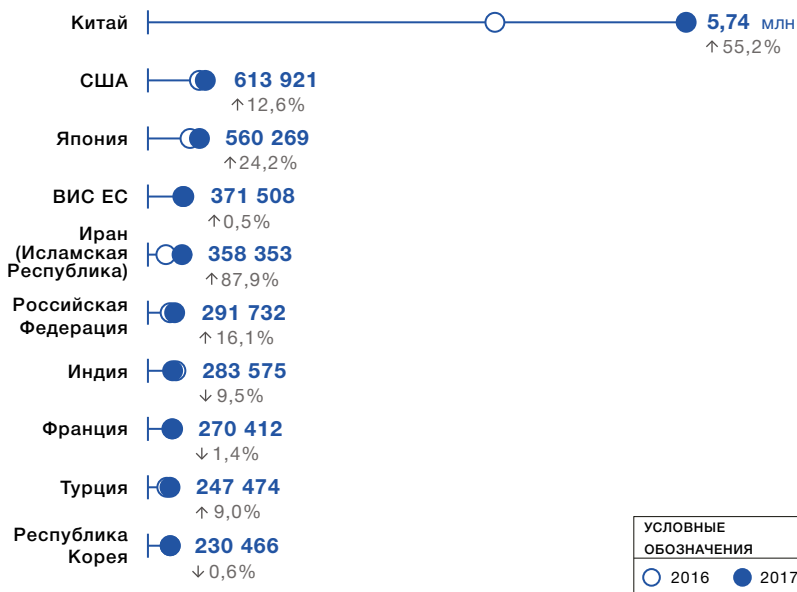 Китай 5,74 млн
↑55,2%
США 613 921
↑12,6%
Япония 560 269
↑24,2%
ВИС ЕС 371 508
↑0,5%
Иран
(Исламская
Республика) 358 353
↑87,9%
Российская
Федерация 291 732
↑16,1%
Индия 283 575
↓9,5%
Франция 270 412
↓1,4%
Турция 247 474
↑9,0%
Республика
Корея 230 466
↓0,6%
УСЛОВНЫЕ
ОБОЗНАЧЕНИЯ
2016 2017